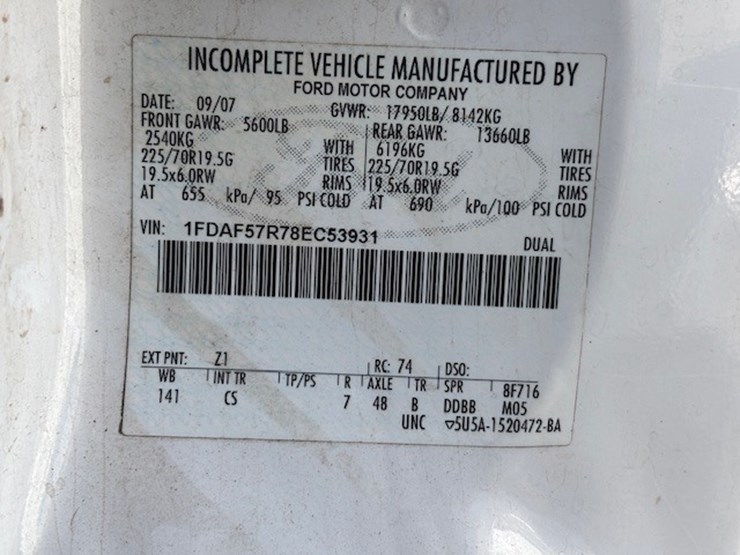 INCOMPLETE VEHICLE MANUFACTURED BY
FORD MOTOR COMPANY
DATE: 09/07 GVWR: 17950LB/ 8142KG
FRONT GAWR: 5600LB REAR GAWR: 13660LB
2540KG WITH 6196KG WITH
225/70R19.5G TIRES 225/70R19.5G TIRES
19.5x6.0RW RIMS 19.5x6.0RW RIMS
AT 655 kPa/ 95 PSI COLD AT 690 kPa/100 PSI COLD
VIN: 1FDAF57R78EC53931 DUAL
EXT PNT: Z1 RC: 74 DSO:
WB INT TR TP/PS R AXLE TR SPR 8F716
141 CS 7 48 B DDBB M05
UNC ▽5U5A-1520472-BA